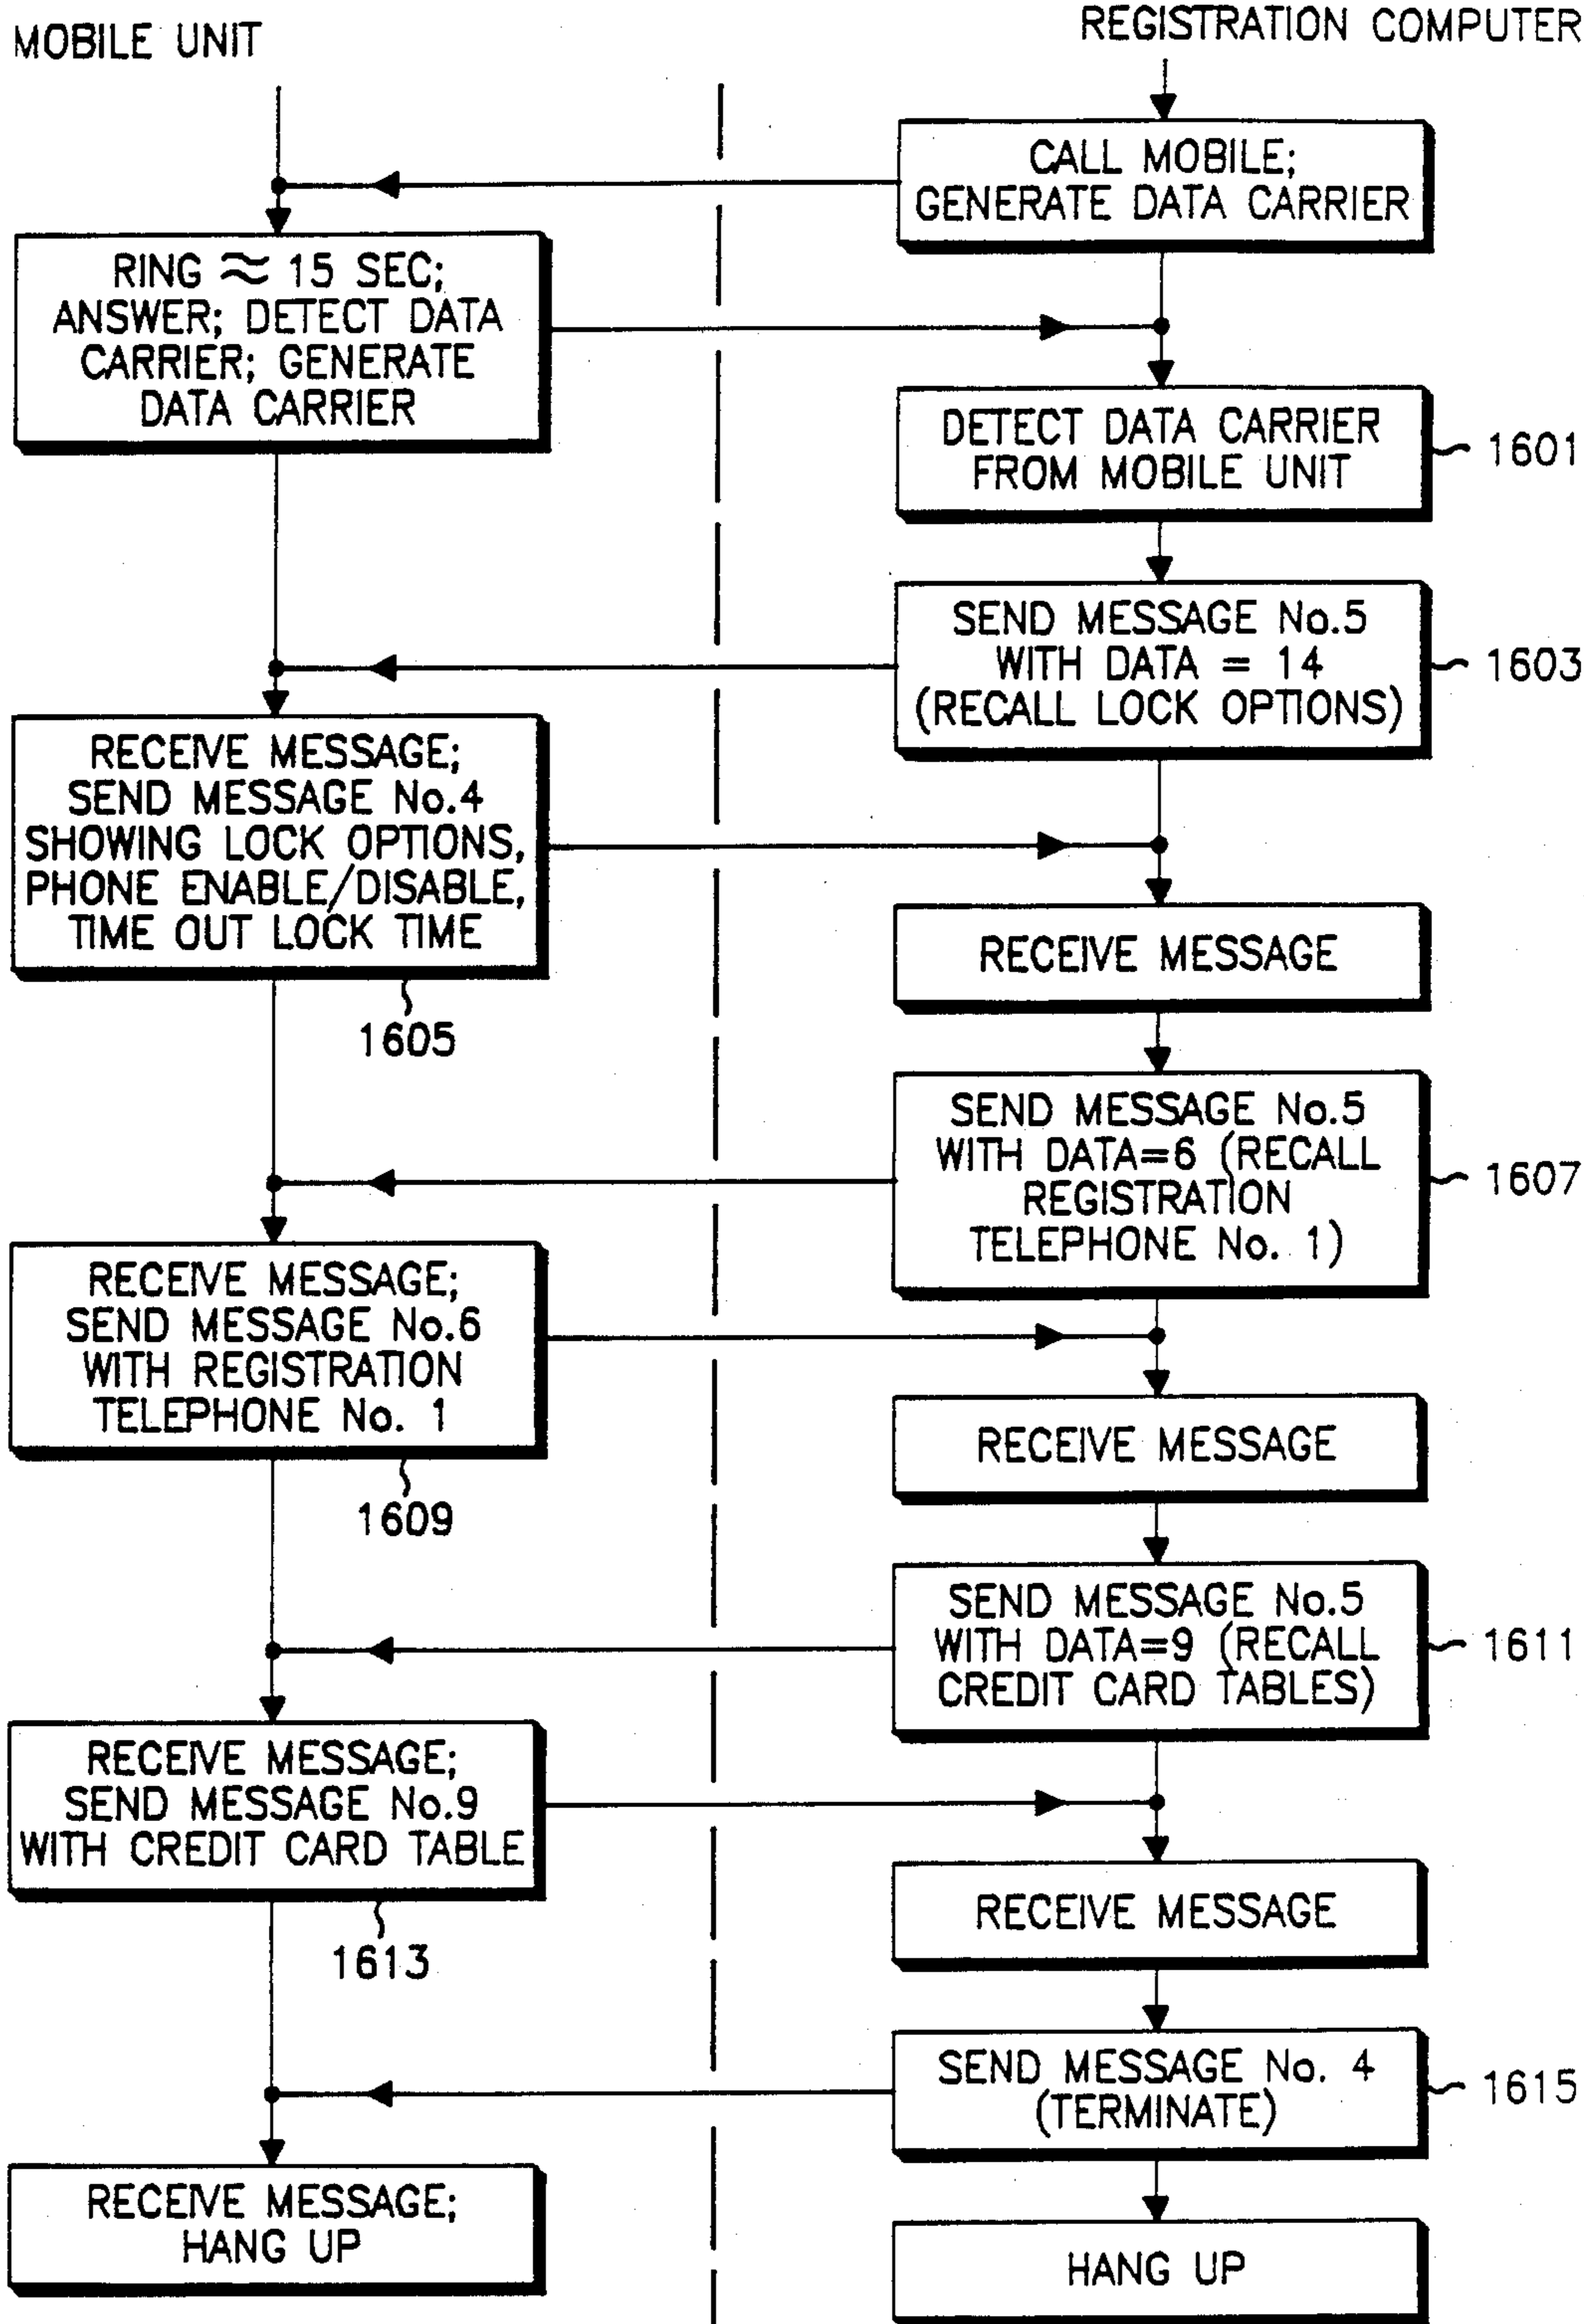 MOBILE UNIT
REGISTRATION COMPUTER
CALL MOBILE;
GENERATE DATA CARRIER
RING ≈ 15 SEC;
ANSWER; DETECT DATA
CARRIER; GENERATE
DATA CARRIER
DETECT DATA CARRIER
FROM MOBILE UNIT
1601
SEND MESSAGE No.5
WITH DATA = 14
(RECALL LOCK OPTIONS)
1603
RECEIVE MESSAGE;
SEND MESSAGE No.4
SHOWING LOCK OPTIONS,
PHONE ENABLE/DISABLE,
TIME OUT LOCK TIME
1605
RECEIVE MESSAGE
SEND MESSAGE No.5
WITH DATA=6 (RECALL
REGISTRATION
TELEPHONE No. 1)
1607
RECEIVE MESSAGE;
SEND MESSAGE No.6
WITH REGISTRATION
TELEPHONE No. 1
1609
RECEIVE MESSAGE
SEND MESSAGE No.5
WITH DATA=9 (RECALL
CREDIT CARD TABLES)
1611
RECEIVE MESSAGE;
SEND MESSAGE No.9
WITH CREDIT CARD TABLE
1613
RECEIVE MESSAGE
SEND MESSAGE No. 4
(TERMINATE)
1615
RECEIVE MESSAGE;
HANG UP
HANG UP